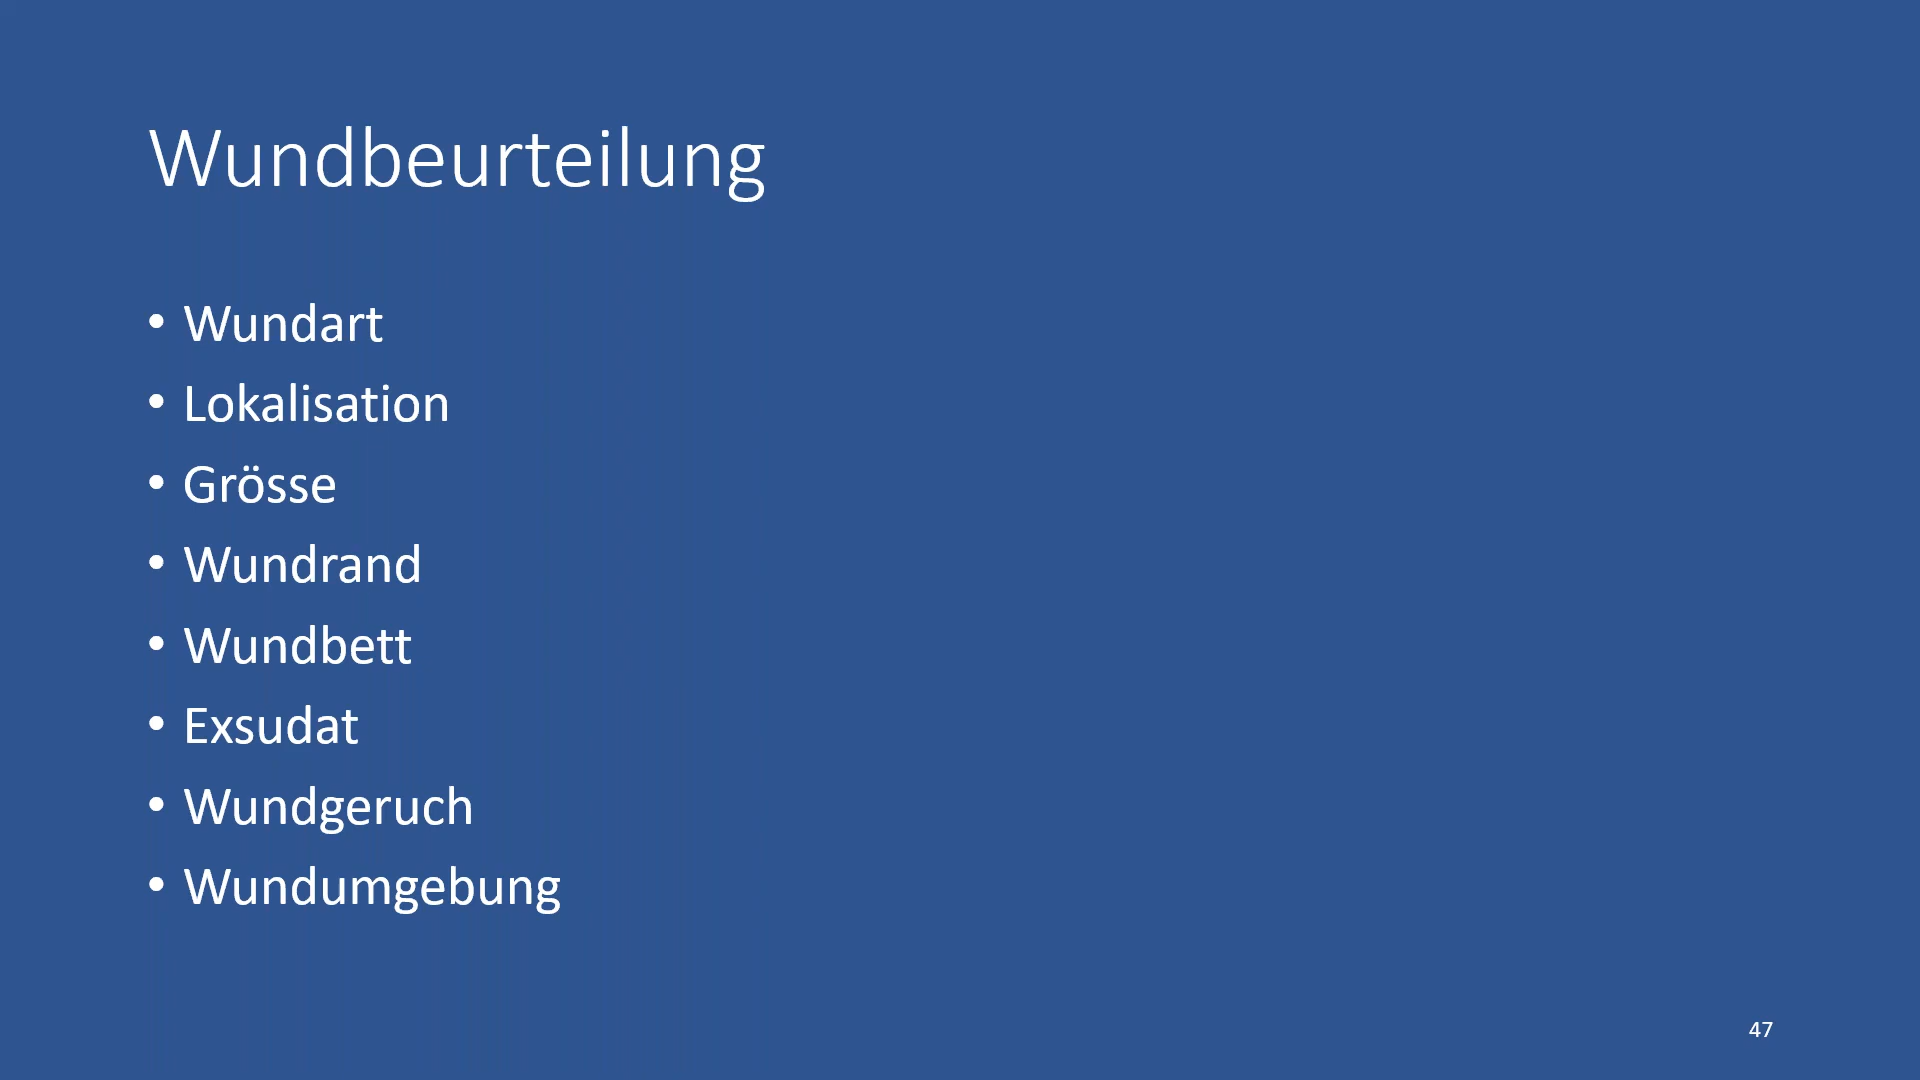 Wundbeurteilung
• Wundart
• Lokalisation
• Grösse
• Wundrand
• Wundbett
• Exsudat
• Wundgeruch
• Wundumgebung
47